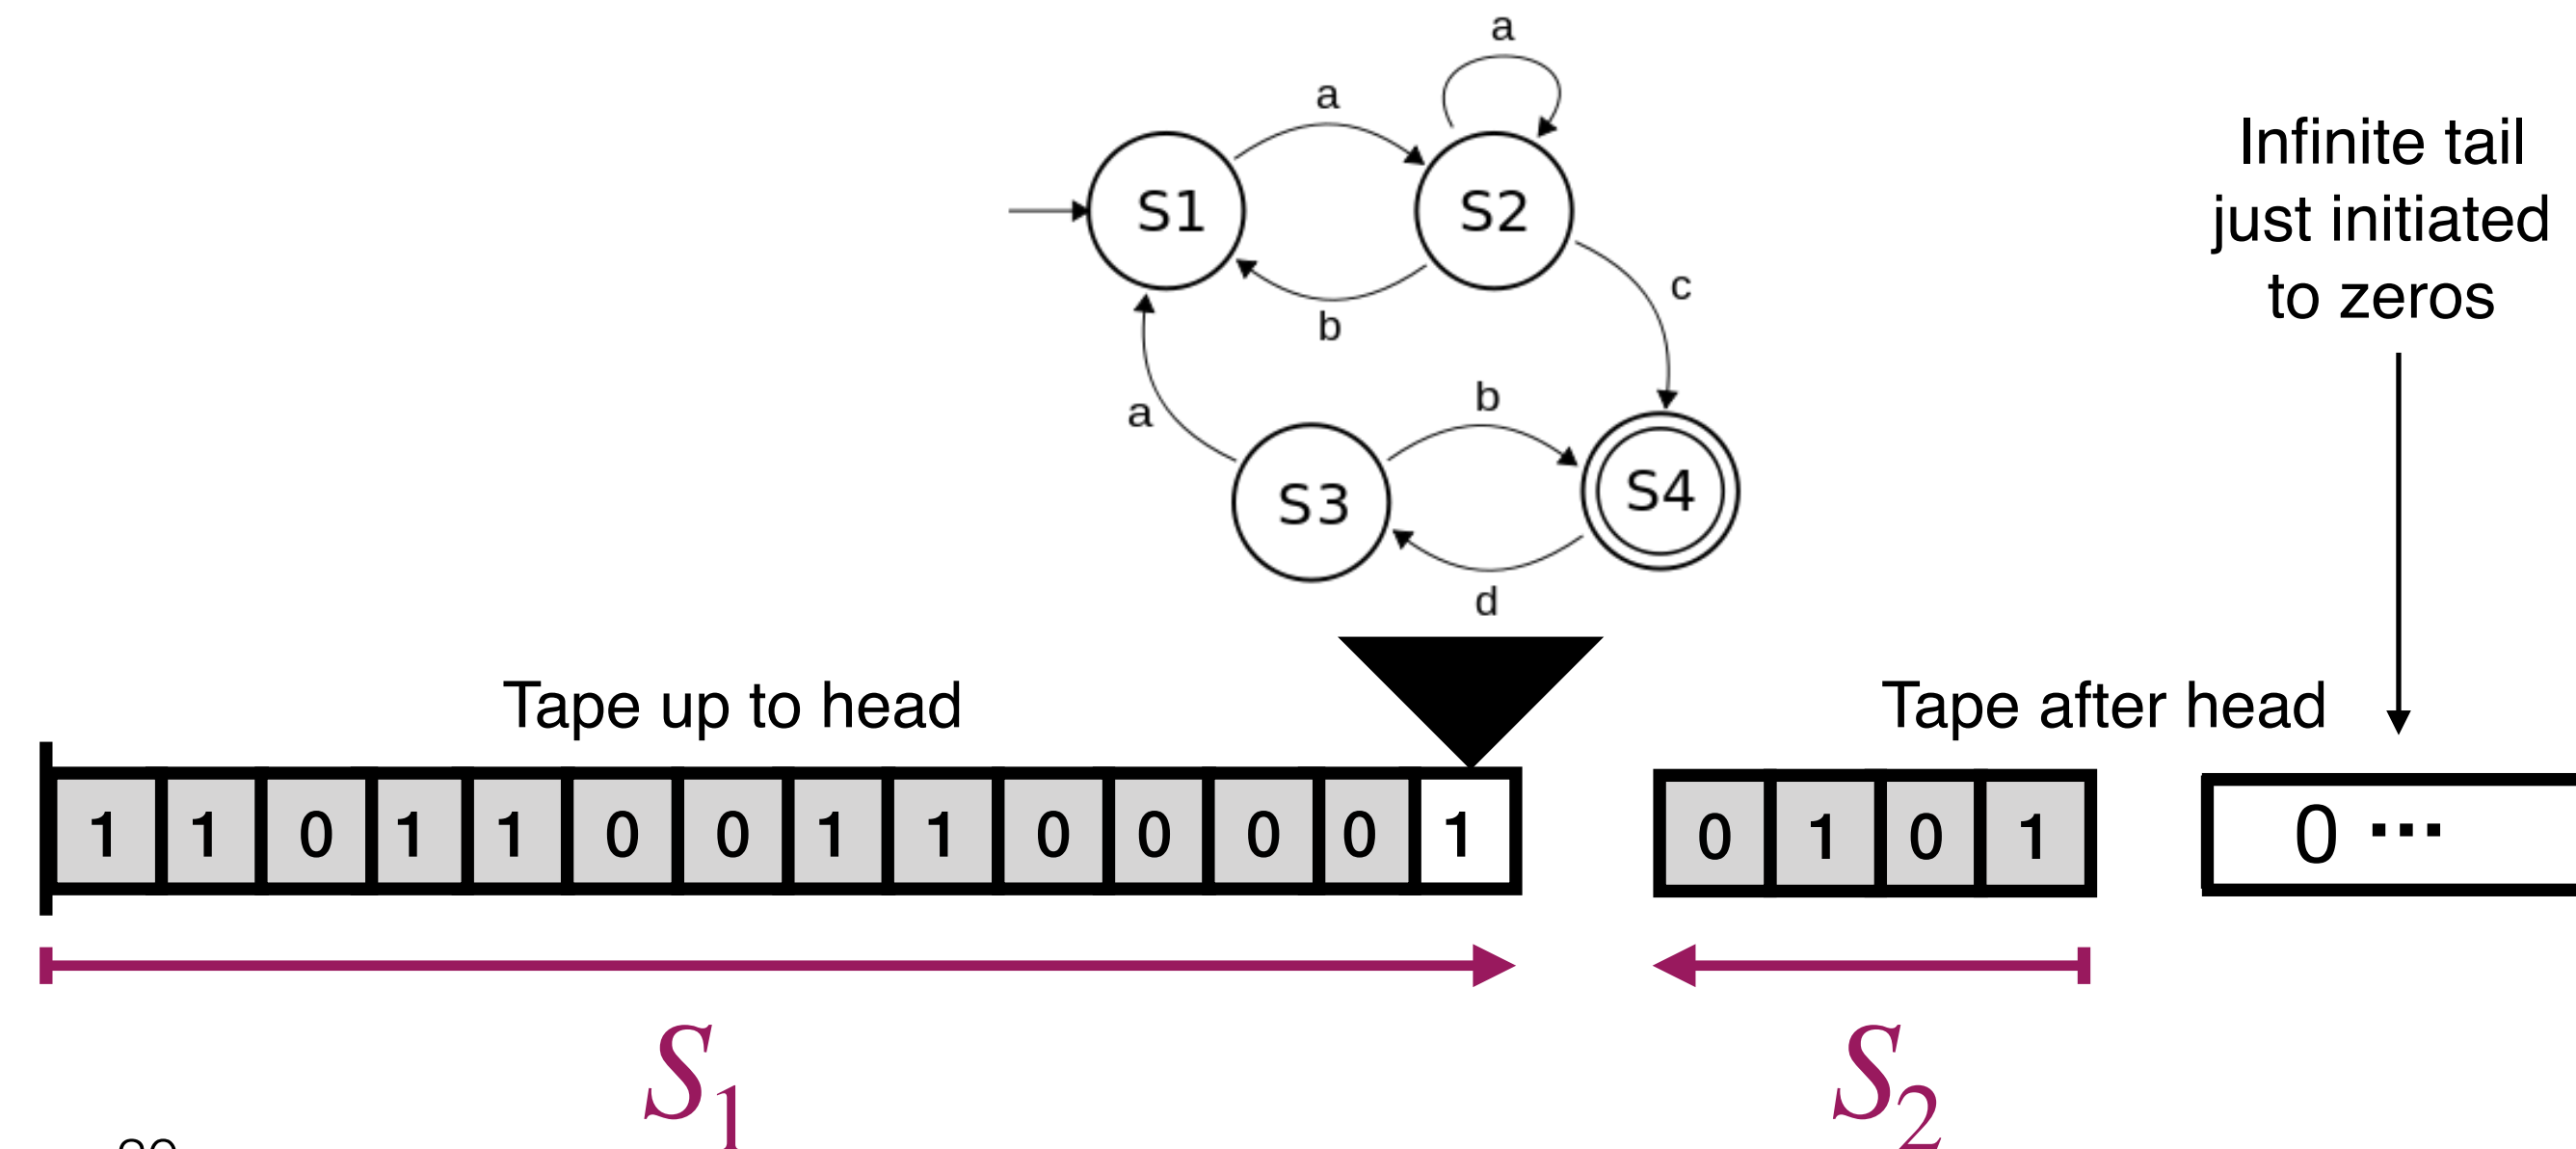 a
a
S1
S2
b
c
a
b
S3
S4
d
Infinite tail
just initiated
to zeros
Tape up to head
Tape after head
1 1 0 1 1 0 0 1 1 0 0 0 0 1
0 1 0 1
0 ...
S1
S2